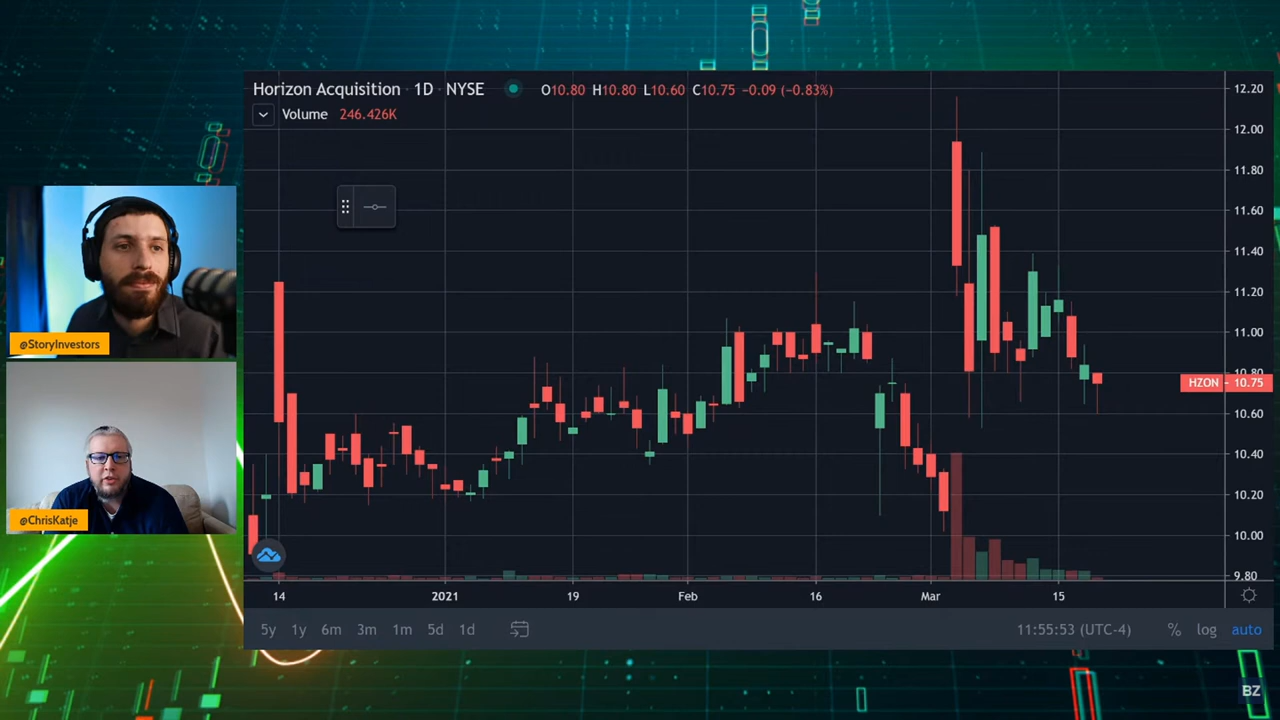 Horizon Acquisition · 1D · NYSE O10.80 H10.80 L10.60 C10.75 −0.09 (−0.83%)
Volume 246.426K
12.20
12.00
11.80
11.60
11.40
11.20
11.00
10.80
HZON 10.75
10.60
10.40
10.20
10.00
9.80
@StoryInvestors
@ChrisKatje
14 2021 19 Feb 16 Mar 15
5y 1y 6m 3m 1m 5d 1d 11:55:53 (UTC-4) % log auto
BZ